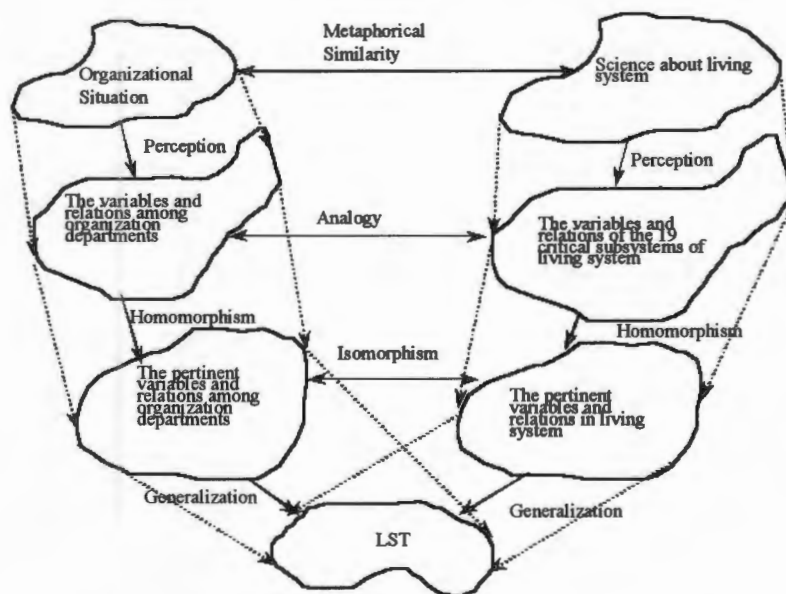 Metaphorical
Similarity
Organizational
Situation
Science about living
system
Perception
Perception
The variables and
relations among
organization
departments
Analogy
The variables and
relations of the 19
critical subsystems of
living system
Homomorphism
Homomorphism
Isomorphism
The pertinent
variables and
relations among
organization
departments
The pertinent
variables and
relations in living
system
Generalization
Generalization
LST